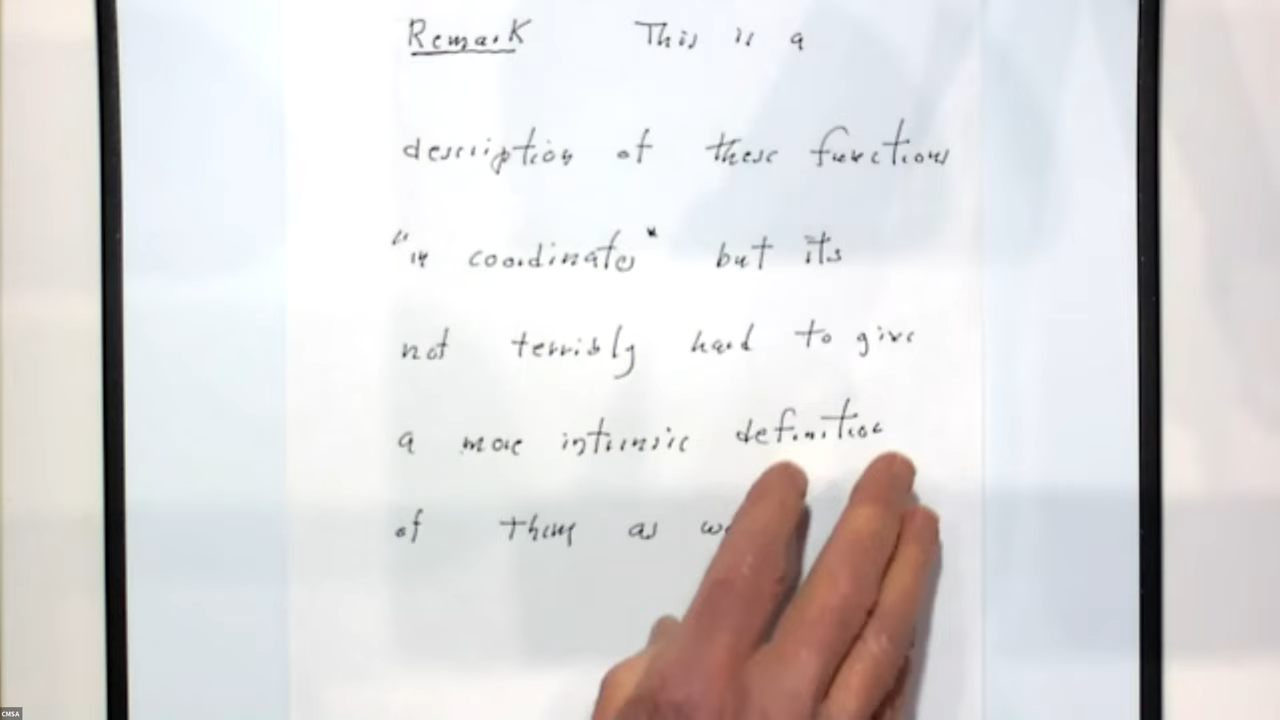 Remark This is a
description of these functions
"in coordinates" but its
not terribly hard to give
a more intrinsic definition
of them as
CMSA